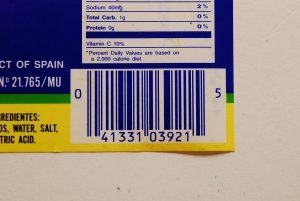 Sodium 40mg 2%
Total Carb. 1g 0%
Protein 0g 0%
Vitamin C 10%
*Percent Daily Values are based on
a 2,000 calorie diet.
CT OF SPAIN
N.º 21.765/MU
REDIENTES:
OS, WATER, SALT,
TRIC ACID.
0 41331 03921 5